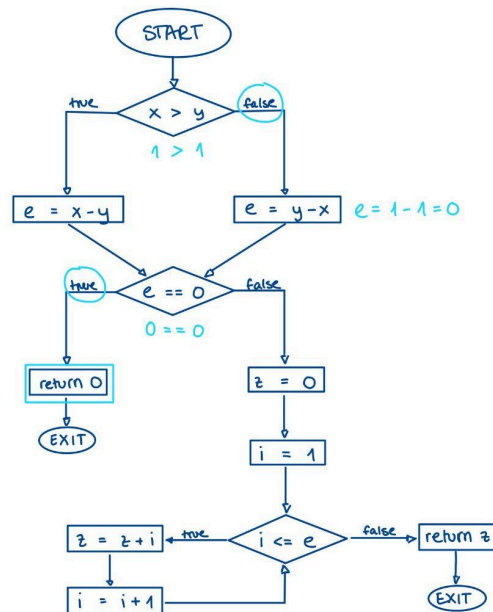 START
true
x > y
false
1 > 1
e = x-y
e = y-x
e = 1-1=0
true
e == 0
false
0 == 0
return 0
z = 0
EXIT
i = 1
z = z+i
true
i <= e
false
return z
i = i+1
EXIT